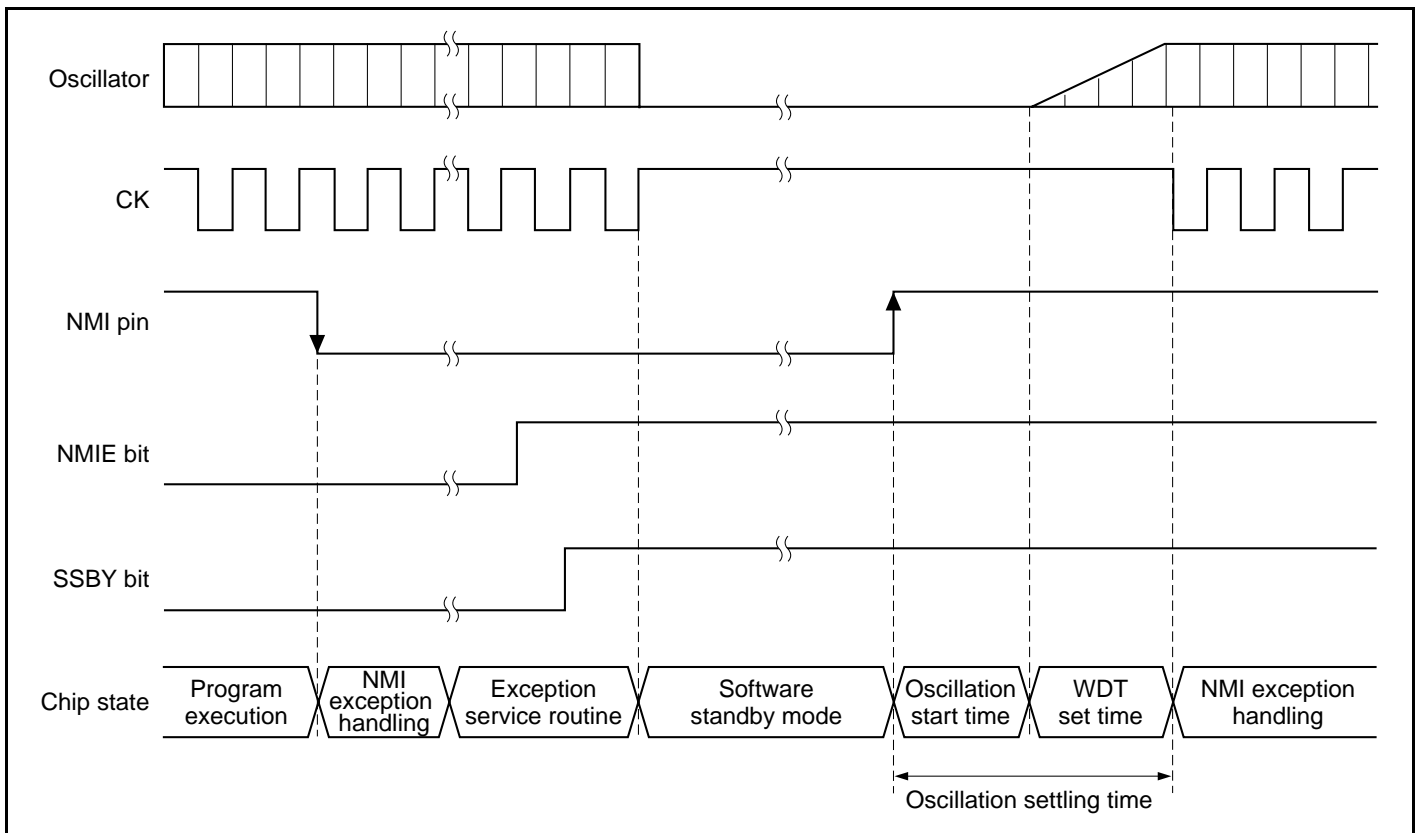 Oscillator
CK
NMI pin
NMIE bit
SSBY bit
Chip state
Program
execution
NMI
exception
handling
Exception
service routine
Software
standby mode
Oscillation
start time
WDT
set time
NMI exception
handling
Oscillation settling time